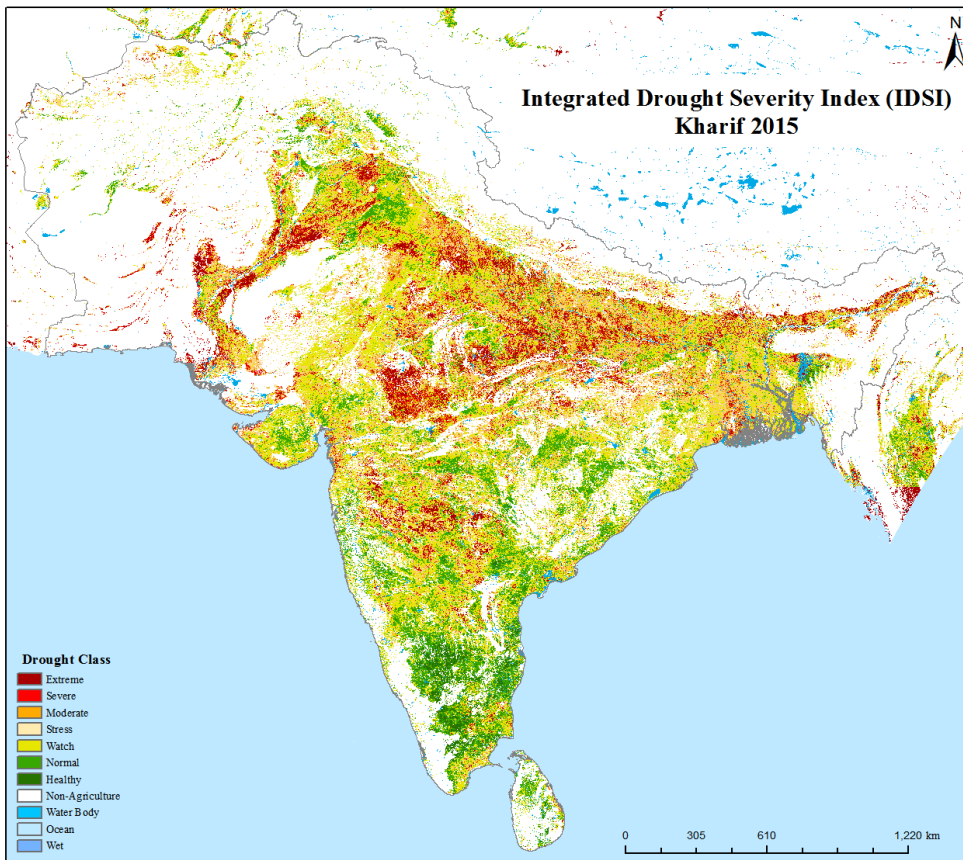 N
Integrated Drought Severity Index (IDSI)
Kharif 2015
Drought Class
Extreme
Severe
Moderate
Stress
Watch
Normal
Healthy
Non-Agriculture
Water Body
Ocean
Wet
0 305 610 1,220 km